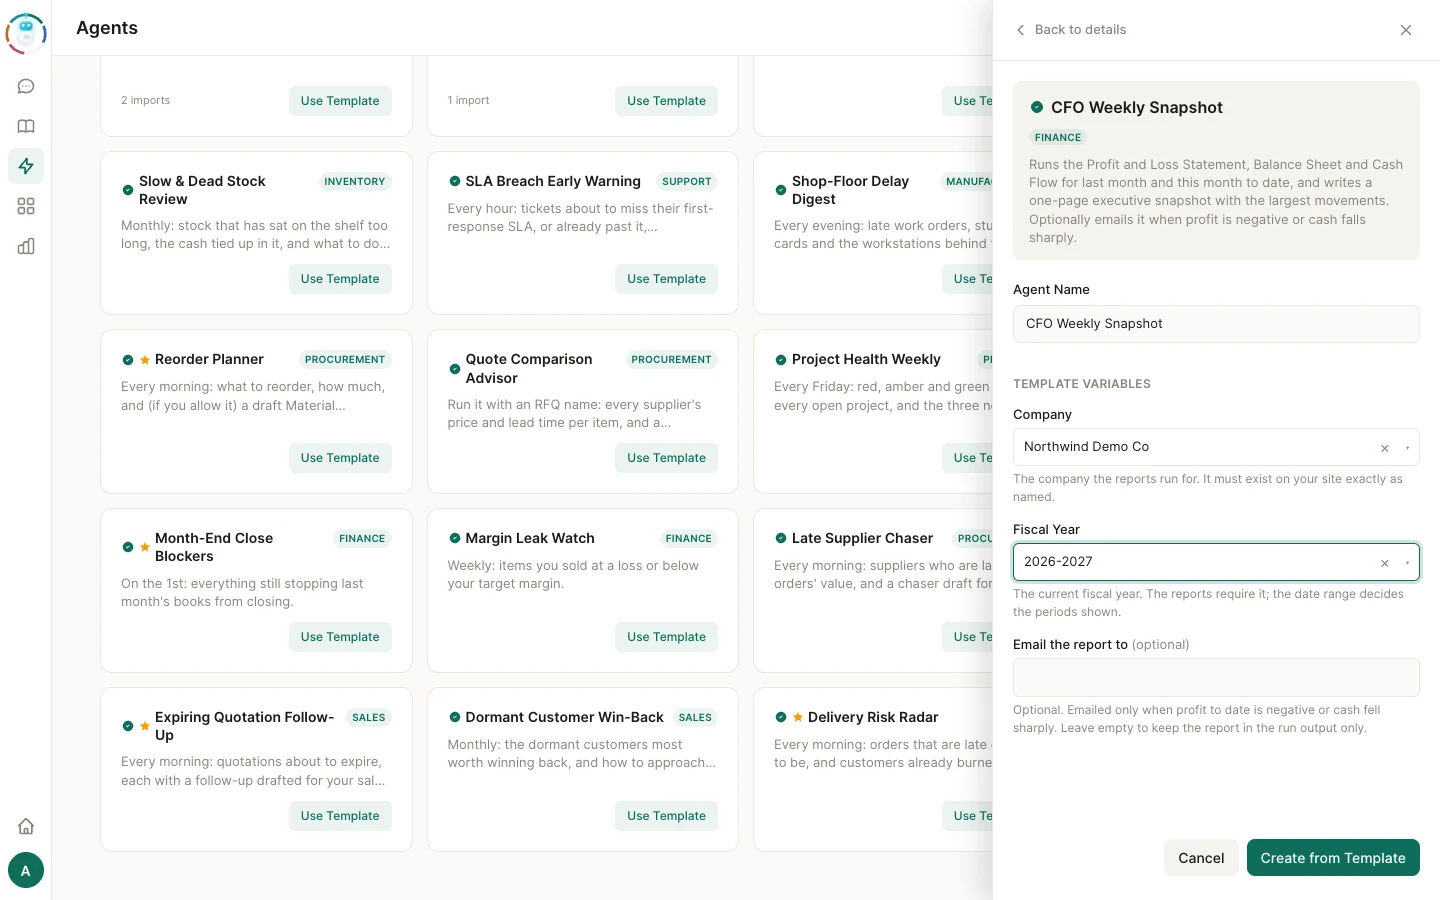 Agents
2 imports
Use Template
1 import
Use Template
Use Te
Slow & Dead Stock
Review
INVENTORY
Monthly: stock that has sat on the shelf too
long, the cash tied up in it, and what to do...
Use Template
SLA Breach Early Warning
SUPPORT
Every hour: tickets about to miss their first-
response SLA, or already past it,...
Use Template
Shop-Floor Delay
Digest
MANUFA
Every evening: late work orders, stu
cards and the workstations behind
Use Te
Reorder Planner
PROCUREMENT
Every morning: what to reorder, how much,
and (if you allow it) a draft Material...
Use Template
Quote Comparison
Advisor
PROCUREMENT
Run it with an RFQ name: every supplier's
price and lead time per item, and a...
Use Template
Project Health Weekly
Every Friday: red, amber and green
every open project, and the three n
Use Te
Month-End Close
Blockers
FINANCE
On the 1st: everything still stopping last
month's books from closing.
Use Template
Margin Leak Watch
FINANCE
Weekly: items you sold at a loss or below
your target margin.
Use Template
Late Supplier Chaser
PROCU
Every morning: suppliers who are la
orders' value, and a chaser draft for
Use Te
Expiring Quotation Follow-
Up
SALES
Every morning: quotations about to expire,
each with a follow-up drafted for your sal...
Use Template
Dormant Customer Win-Back
SALES
Monthly: the dormant customers most
worth winning back, and how to approach...
Use Template
Delivery Risk Radar
Every morning: orders that are late
to be, and customers already burne
Use Te
A
Back to details
CFO Weekly Snapshot
FINANCE
Runs the Profit and Loss Statement, Balance Sheet and Cash
Flow for last month and this month to date, and writes a
one-page executive snapshot with the largest movements.
Optionally emails it when profit is negative or cash falls
sharply.
Agent Name
CFO Weekly Snapshot
TEMPLATE VARIABLES
Company
Northwind Demo Co
The company the reports run for. It must exist on your site exactly as
named.
Fiscal Year
2026-2027
The current fiscal year. The reports require it; the date range decides
the periods shown.
Email the report to (optional)
Optional. Emailed only when profit to date is negative or cash fell
sharply. Leave empty to keep the report in the run output only.
Cancel
Create from Template